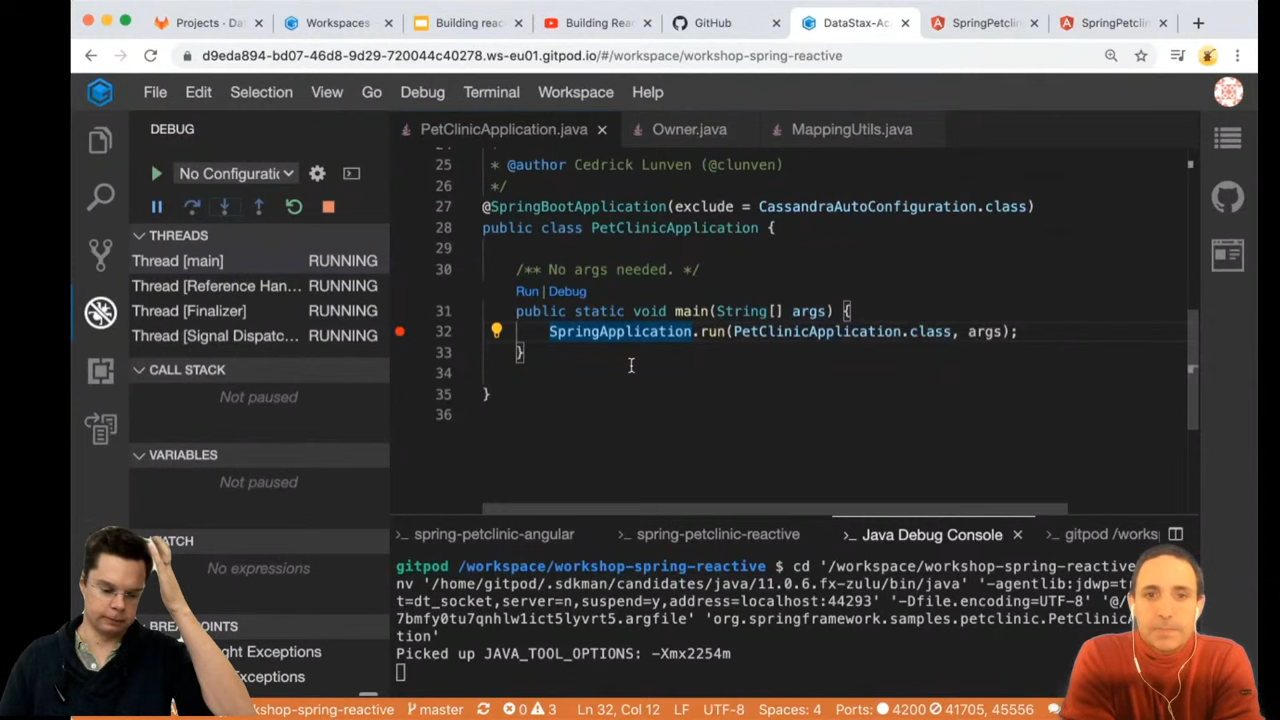 Projects - Da
Workspaces
Building reac
Building Rea
GitHub
DataStax-Ac
SpringPetclin
SpringPetcli
d9eda894-bd07-46d8-9d29-720044c40278.ws-eu01.gitpod.io/#/workspace/workshop-spring-reactive
File Edit Selection View Go Debug Terminal Workspace Help
DEBUG
No Configuratic
THREADS
Thread [main] RUNNING
Thread [Reference Han... RUNNING
Thread [Finalizer] RUNNING
Thread [Signal Dispatc... RUNNING
CALL STACK
Not paused
VARIABLES
Not paused
ATCH
No expressions
BREAKPOINTS
ght Exceptions
xceptions
PetClinicApplication.java
Owner.java
MappingUtils.java
24
25 * @author Cedrick Lunven (@clunven)
26 */
27 @SpringBootApplication(exclude = CassandraAutoConfiguration.class)
28 public class PetClinicApplication {
29
30 /** No args needed. */
Run | Debug
31 public static void main(String[] args) {
32 SpringApplication.run(PetClinicApplication.class, args);
33 }
34
35 }
36
>_ spring-petclinic-angular
>_ spring-petclinic-reactive
>_ Java Debug Console
>_ gitpod /works
gitpod /workspace/workshop-spring-reactive $ cd '/workspace/workshop-spring-reactive
nv '/home/gitpod/.sdkman/candidates/java/11.0.6.fx-zulu/bin/java' '-agentlib:jdwp=tr
t=dt_socket,server=n,suspend=y,address=localhost:44293' '-Dfile.encoding=UTF-8' '@/
7bmfy0tu7qnhlw1ict5lyvrt5.argfile' 'org.springframework.samples.petclinic.PetClinicA
tion'
Picked up JAVA_TOOL_OPTIONS: -Xmx2254m
rkshop-spring-reactive master 0 3 Ln 32, Col 12 LF UTF-8 Spaces: 4 Ports: 4200 41705, 45556